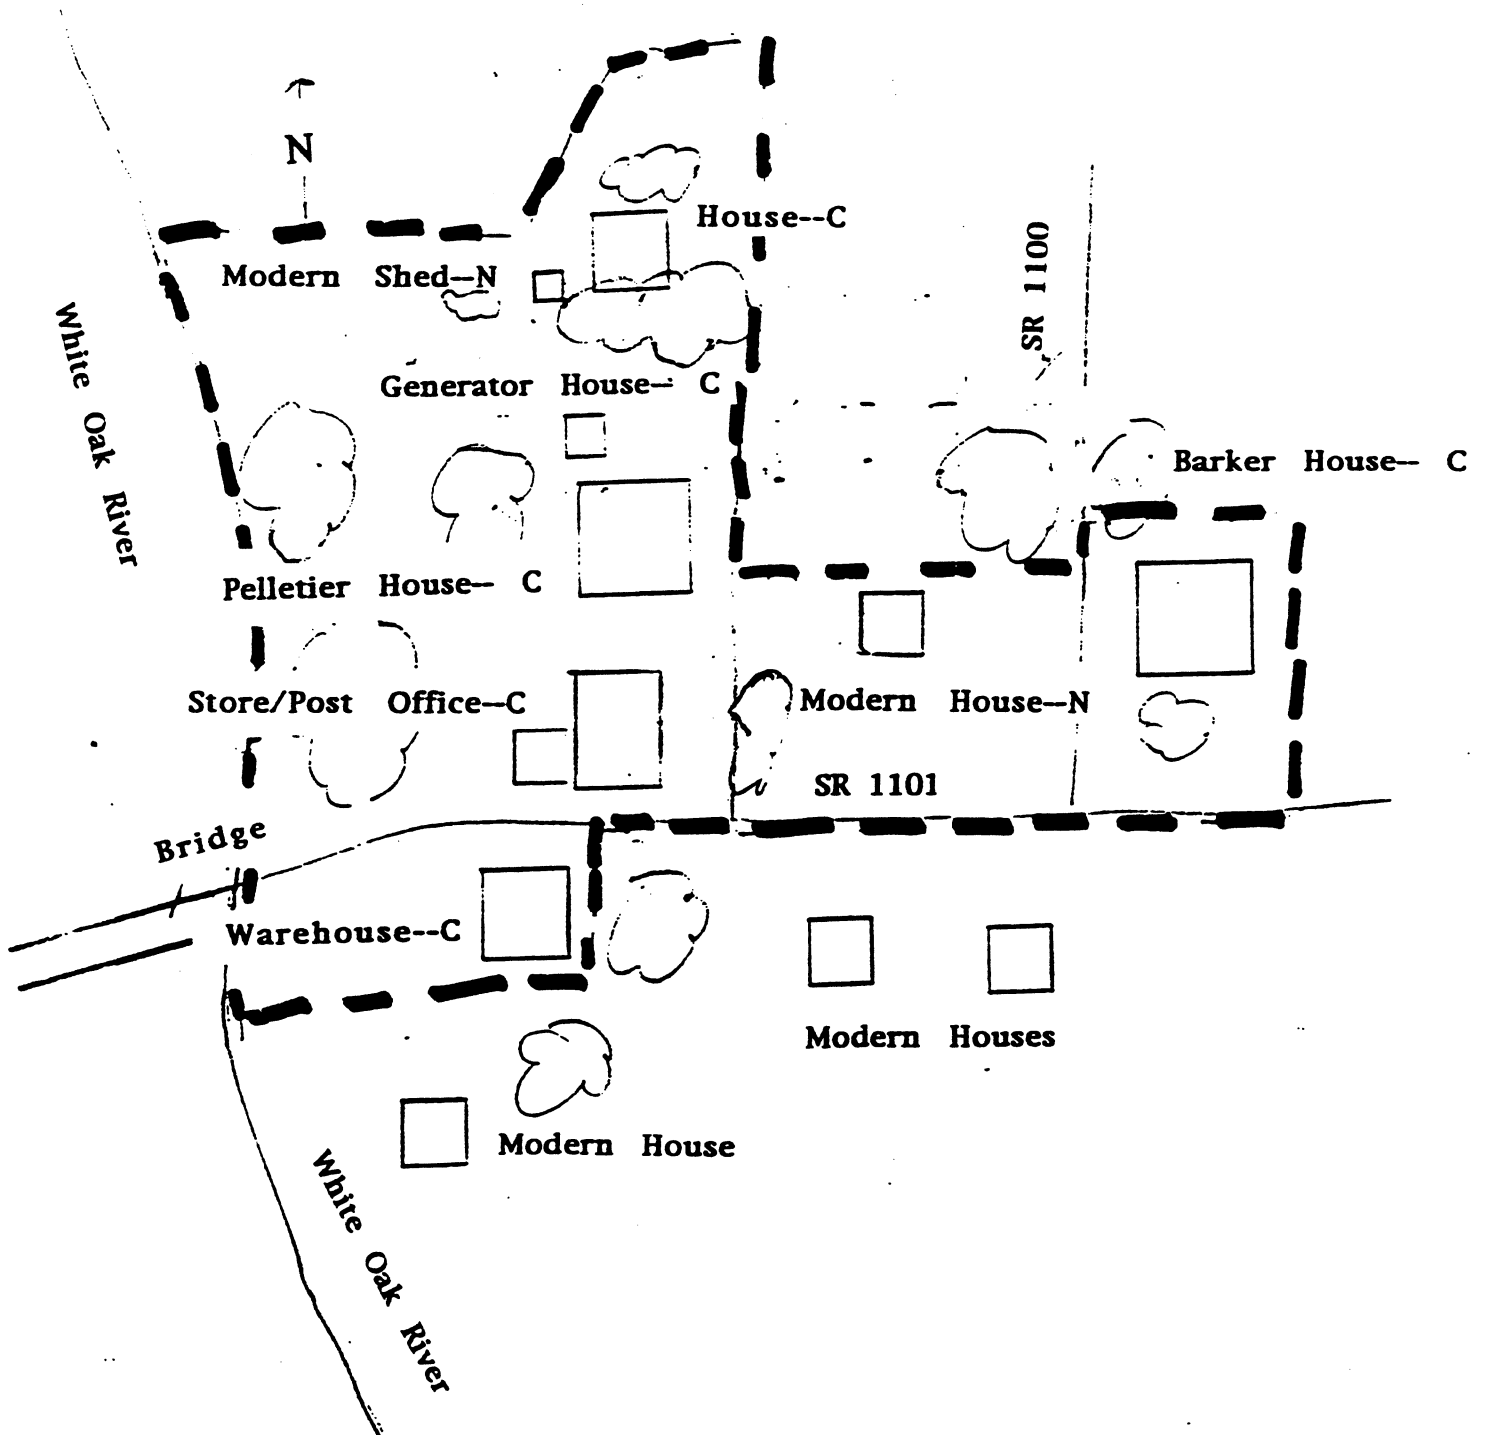 N
House--C
Modern Shed--N
SR 1100
White Oak River
Generator House-- C
Barker House-- C
Pelletier House-- C
Store/Post Office--C
Modern House--N
SR 1101
Bridge
Warehouse--C
Modern Houses
Modern House
White Oak River